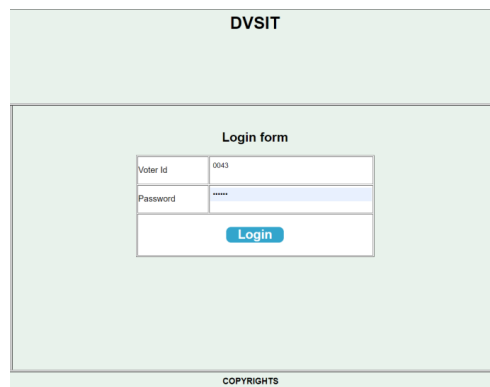 DVSIT
Login form
Voter Id 0043
Password ••••••
Login
COPYRIGHTS